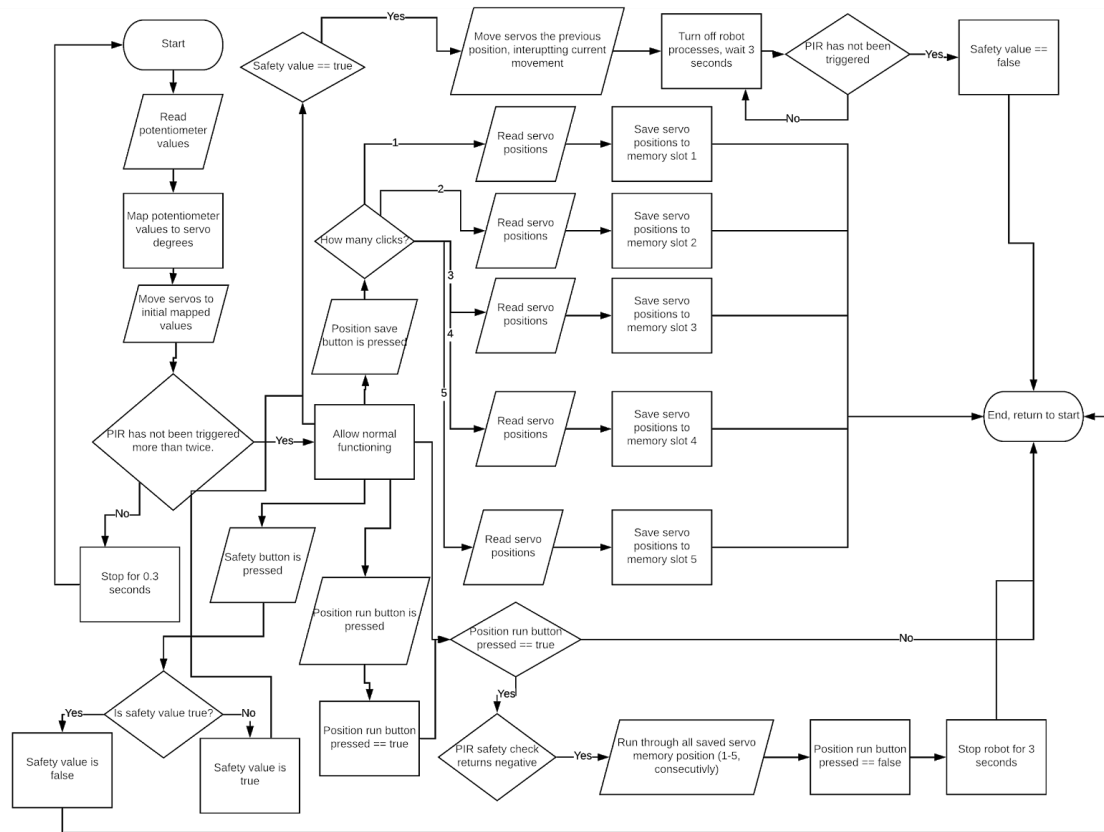 Start
Read
potentiometer
values
Map potentiometer
values to servo
degrees
Move servos to
initial mapped
values
PIR has not been triggered
more than twice.
No
Yes
Stop for 0.3
seconds
Allow normal
functioning
Safety value == true
Yes
Move servos the previous
position, interuptting current
movement
Turn off robot
processes, wait 3
seconds
PIR has not been
triggered
No
Yes
Safety value ==
false
Position save
button is pressed
How many clicks?
1
2
3
4
5
Read servo
positions
Save servo
positions to
memory slot 1
Read servo
positions
Save servo
positions to
memory slot 2
Read servo
positions
Save servo
positions to
memory slot 3
Read servo
positions
Save servo
positions to
memory slot 4
Read servo
positions
Save servo
positions to
memory slot 5
End, return to start
Safety button is
pressed
Is safety value true?
Yes
No
Safety value is
false
Safety value is
true
Position run button is
pressed
Position run button
pressed == true
Position run button
pressed == true
No
Yes
PIR safety check
returns negative
Yes
Run through all saved servo
memory position (1-5,
consecutivly)
Position run button
pressed == false
Stop robot for 3
seconds